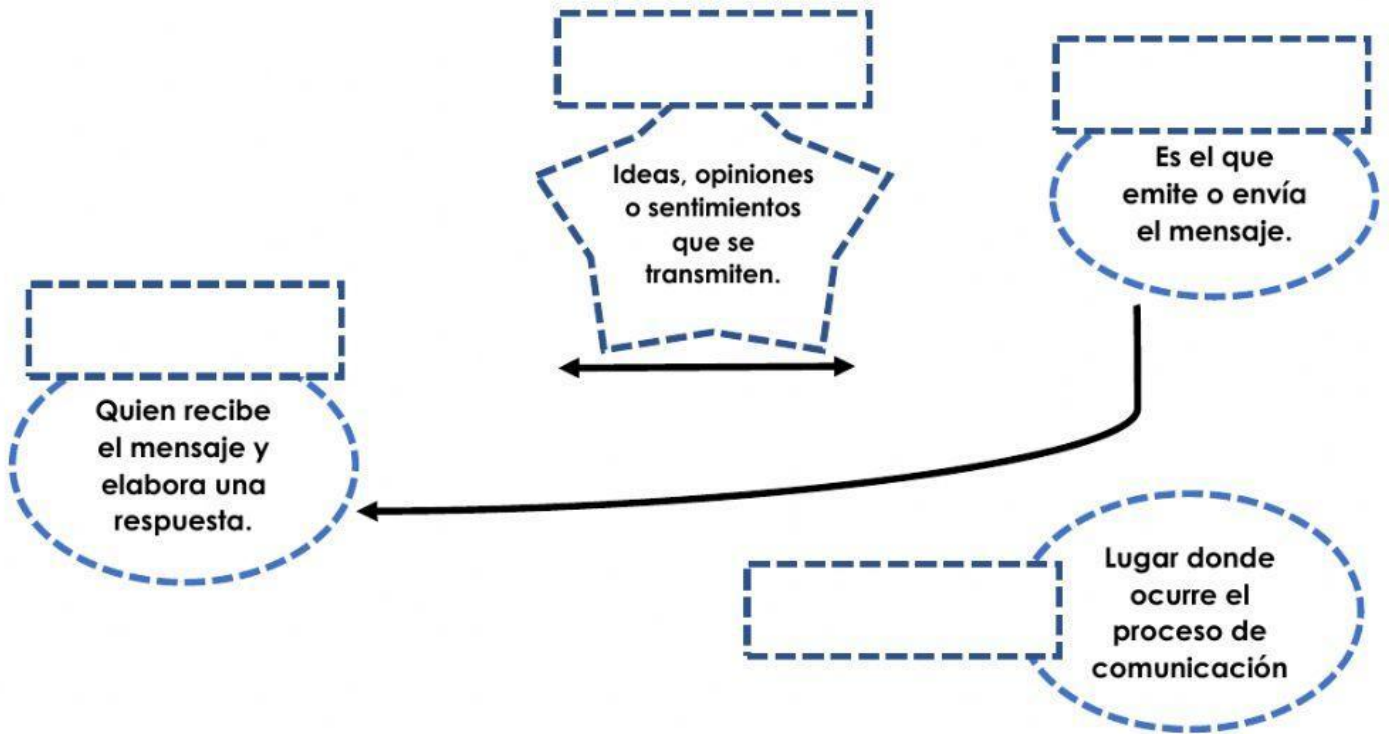 Ideas, opiniones
o sentimientos
que se
transmiten.
Es el que
emite o envía
el mensaje.
Quien recibe
el mensaje y
elabora una
respuesta.
Lugar donde
ocurre el
proceso de
comunicación